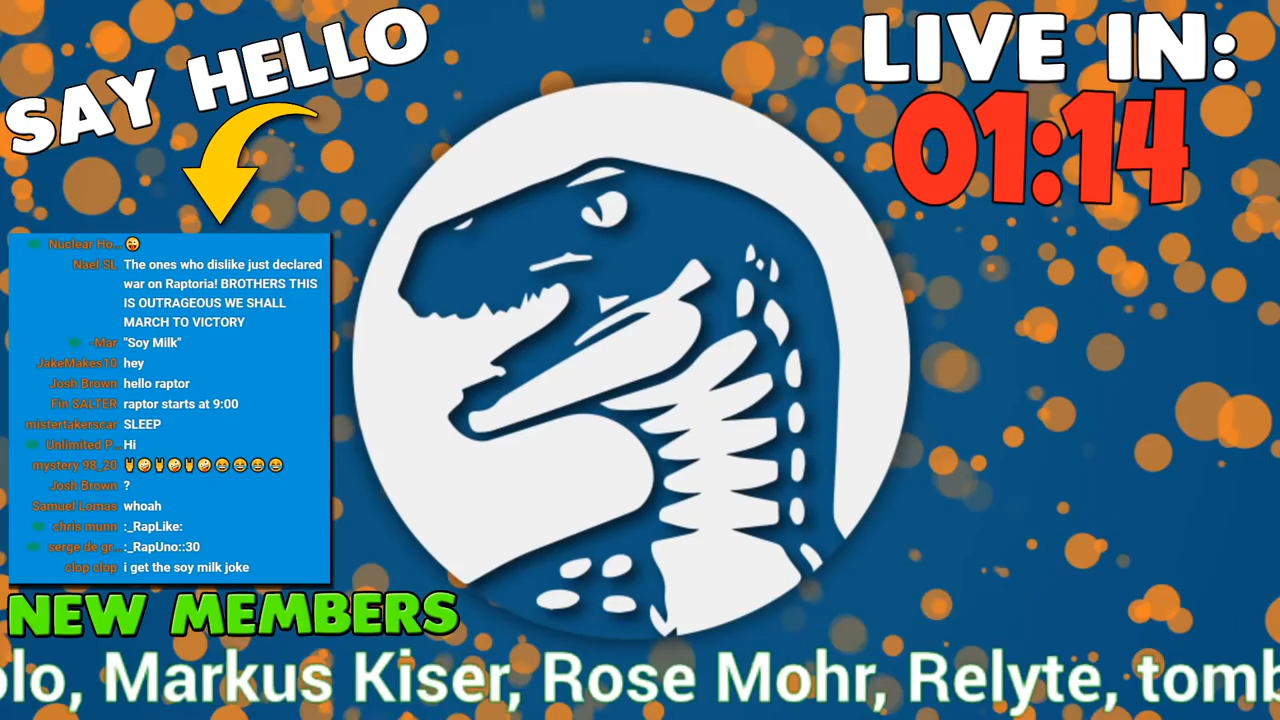 SAY HELLO
LIVE IN:
01:14
Nuclear Ho... 😜
Nael SL The ones who dislike just declared
war on Raptoria! BROTHERS THIS
IS OUTRAGEOUS WE SHALL
MARCH TO VICTORY
-Mar "Soy Milk"
JakeMakes10 hey
Josh Brown hello raptor
Fin SALTER raptor starts at 9:00
mistertakerscar SLEEP
Unlimited P... Hi
mystery 98_20 🤘🤪🤘🤪🤘🤪😂😂😂😂
Josh Brown ?
Samuel Lomas whoah
chris munn :_RapLike:
serge de gr... :_RapUno::30
clop clop i get the soy milk joke
NEW MEMBERS
olo, Markus Kiser, Rose Mohr, Relyte, tomb